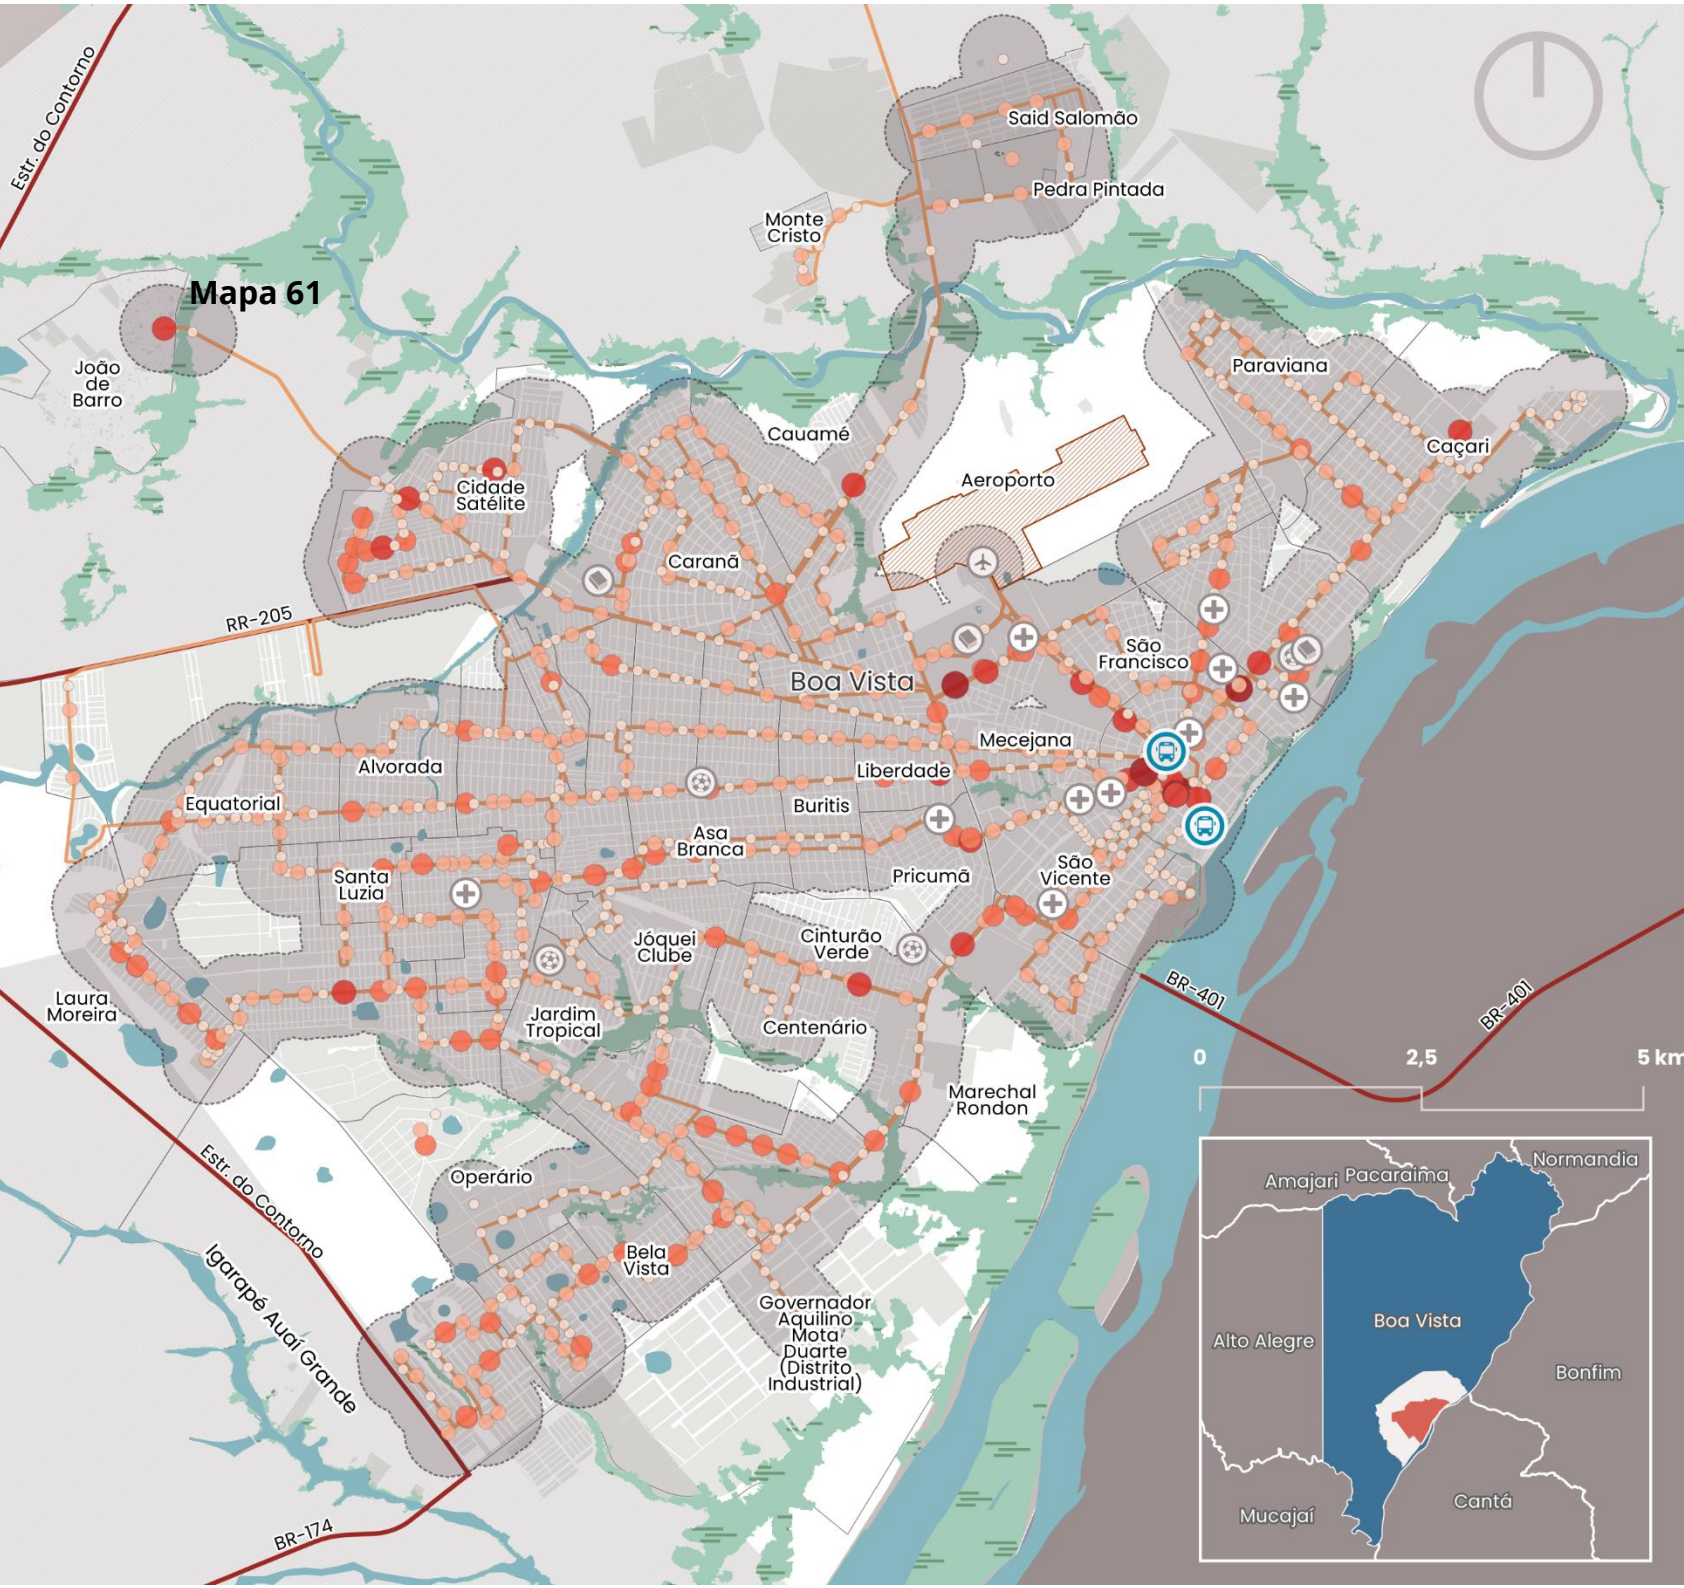 Estr. do Contorno
Said Salomão
Pedra Pintada
Monte
Cristo
Mapa 61
João
de
Barro
Paraviana
Cauamé
Caçari
Aeroporto
Cidade
Satélite
Caranã
RR-205
São
Francisco
Boa Vista
Mecejana
Alvorada
Liberdade
Equatorial
Buritis
Asa
Branca
Santa
Luzia
Pricumã
São
Vicente
Jóquei
Clube
Cinturão
Verde
Laura
Moreira
Jardim
Tropical
Centenário
BR-401
BR-401
0
2,5
5 km
Marechal
Rondon
Estr. do Contorno
Operário
Igarapé Auaí Grande
Bela
Vista
Governador
Aquilino
Mota
Duarte
(Distrito
Industrial)
BR-174
Amajari
Pacaraima
Normandia
Boa Vista
Alto Alegre
Bonfim
Cantá
Mucajaí